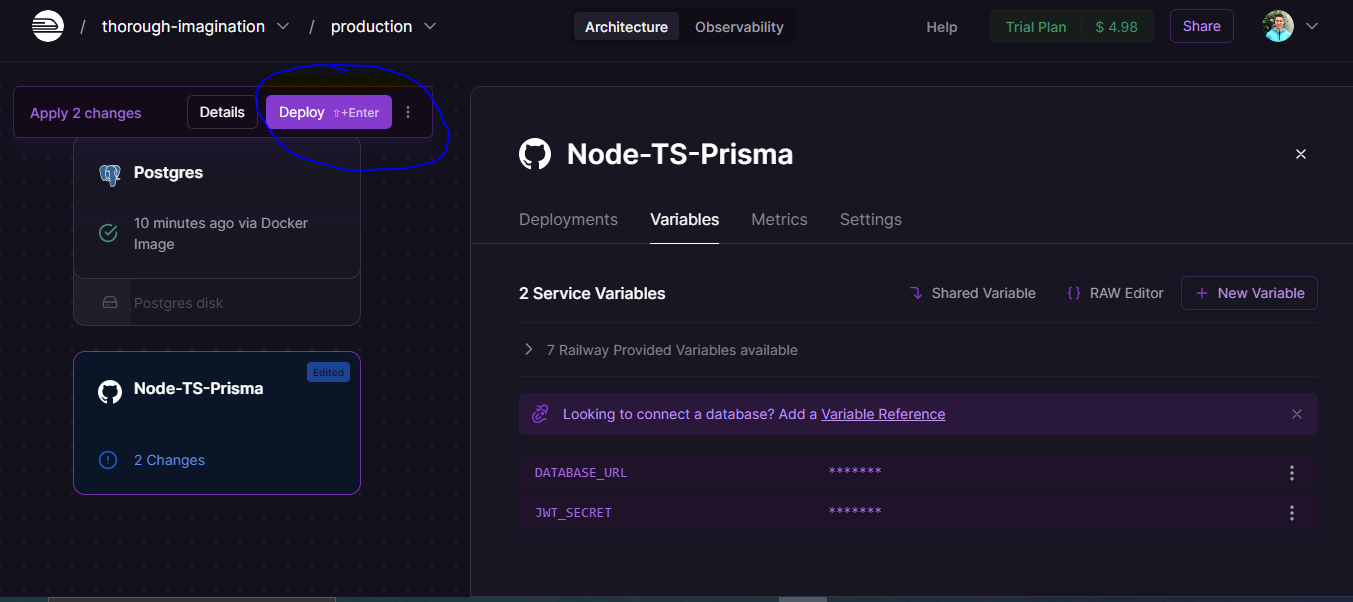 / thorough-imagination / production Architecture Observability Help Trial Plan $ 4.98 Share
Apply 2 changes Details Deploy ⇧+Enter
Postgres
10 minutes ago via Docker
Image
Postgres disk
Node-TS-Prisma Edited
2 Changes
Node-TS-Prisma
Deployments Variables Metrics Settings
2 Service Variables Shared Variable {} RAW Editor + New Variable
7 Railway Provided Variables available
Looking to connect a database? Add a Variable Reference
DATABASE_URL *******
JWT_SECRET *******